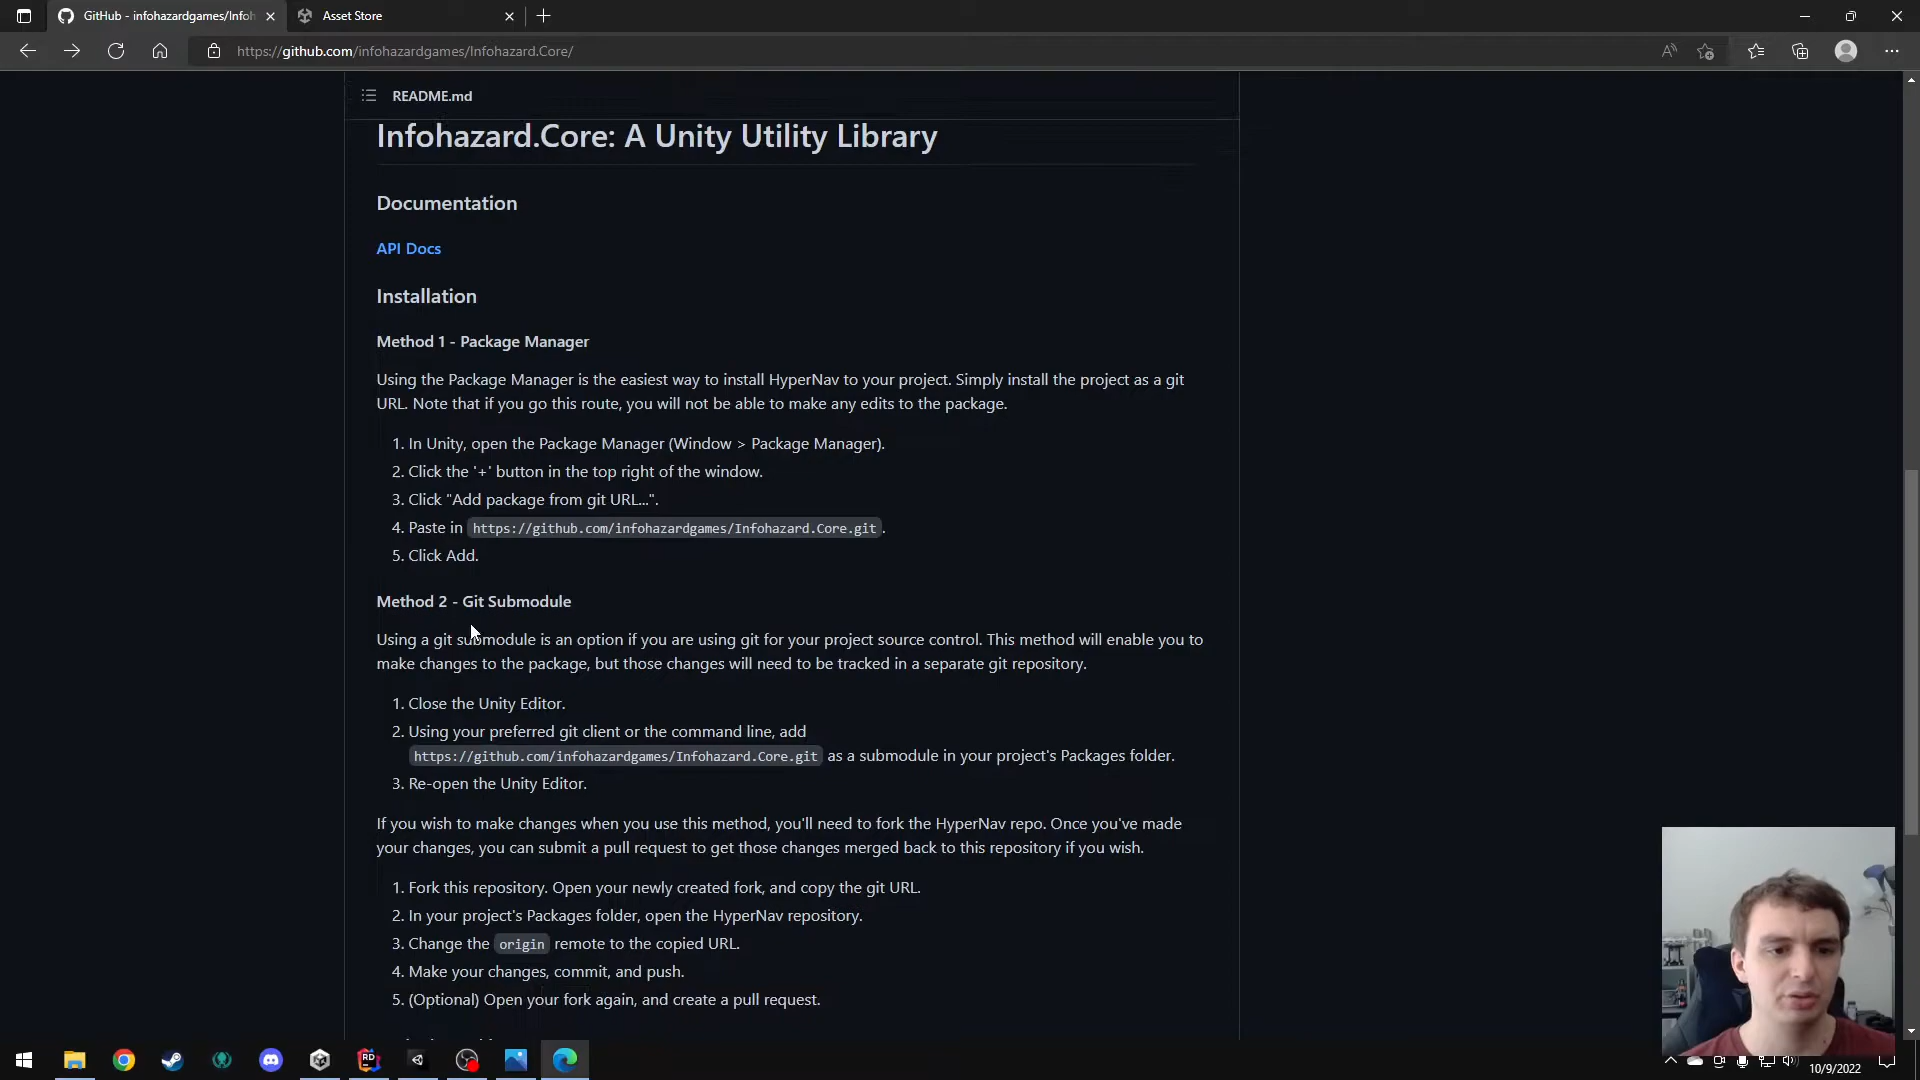 GitHub - infohazardgames/Infoh
Asset Store
https://github.com/infohazardgames/Infohazard.Core/
README.md
Infohazard.Core: A Unity Utility Library
Documentation
API Docs
Installation
Method 1 - Package Manager
Using the Package Manager is the easiest way to install HyperNav to your project. Simply install the project as a git
URL. Note that if you go this route, you will not be able to make any edits to the package.
1. In Unity, open the Package Manager (Window > Package Manager).
2. Click the '+' button in the top right of the window.
3. Click "Add package from git URL...".
4. Paste in https://github.com/infohazardgames/Infohazard.Core.git.
5. Click Add.
Method 2 - Git Submodule
Using a git submodule is an option if you are using git for your project source control. This method will enable you to
make changes to the package, but those changes will need to be tracked in a separate git repository.
1. Close the Unity Editor.
2. Using your preferred git client or the command line, add
https://github.com/infohazardgames/Infohazard.Core.git as a submodule in your project's Packages folder.
3. Re-open the Unity Editor.
If you wish to make changes when you use this method, you'll need to fork the HyperNav repo. Once you've made
your changes, you can submit a pull request to get those changes merged back to this repository if you wish.
1. Fork this repository. Open your newly created fork, and copy the git URL.
2. In your project's Packages folder, open the HyperNav repository.
3. Change the origin remote to the copied URL.
4. Make your changes, commit, and push.
5. (Optional) Open your fork again, and create a pull request.
RD
10/9/2022